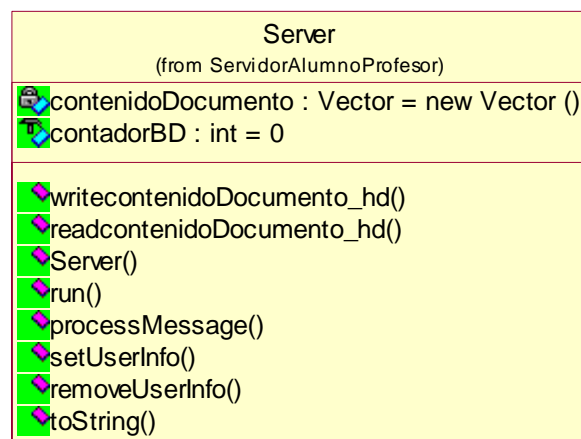 Server
(from ServidorAlumnoProfesor)
contenidoDocumento : Vector = new Vector ()
contadorBD : int = 0
writecontenidoDocumento_hd()
readcontenidoDocumento_hd()
Server()
run()
processMessage()
setUserInfo()
removeUserInfo()
toString()